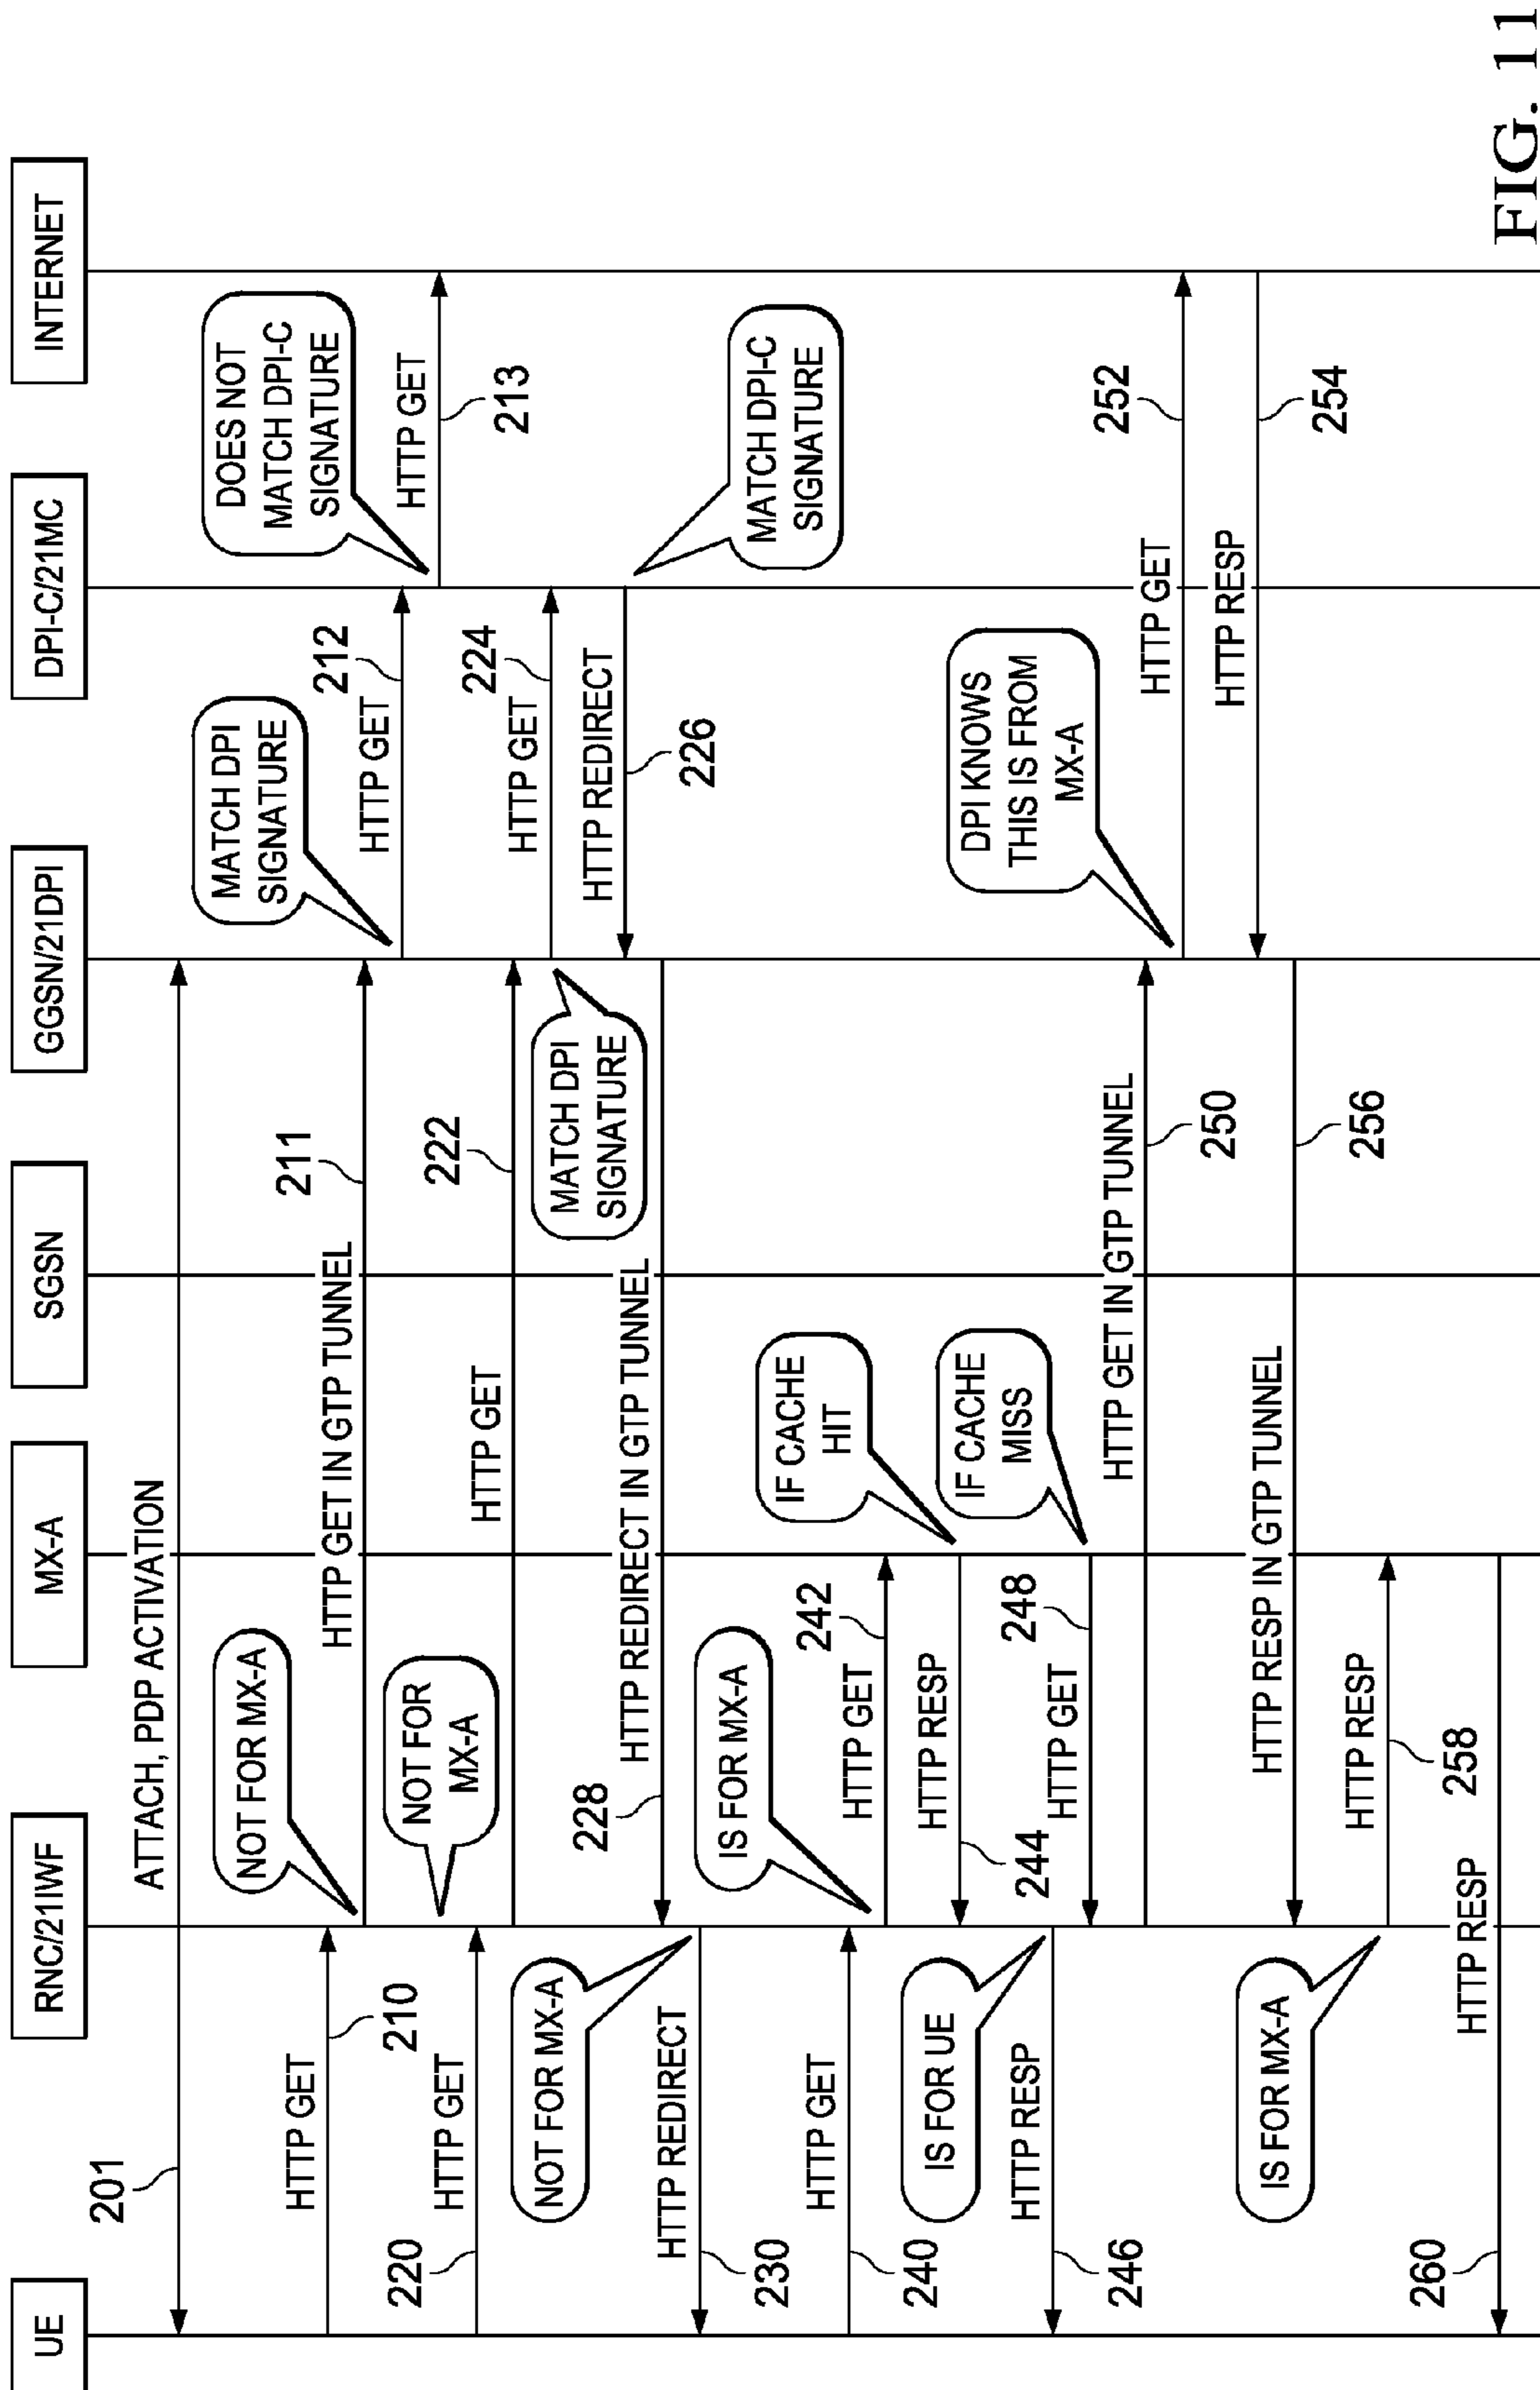 UE
RNC/21IWF
MX-A
SGSN
GGSN/21DPI
DPI-C/21MC
INTERNET
201
ATTACH, PDP ACTIVATION
HTTP GET
210
NOT FOR MX-A
HTTP GET IN GTP TUNNEL
211
MATCH DPI
SIGNATURE
HTTP GET
212
DOES NOT
MATCH DPI-C
SIGNATURE
HTTP GET
213
HTTP GET
220
NOT FOR
MX-A
HTTP GET
222
MATCH DPI
SIGNATURE
HTTP GET
224
MATCH DPI-C
SIGNATURE
HTTP REDIRECT
226
HTTP REDIRECT IN GTP TUNNEL
228
NOT FOR MX-A
HTTP REDIRECT
230
HTTP GET
240
IS FOR MX-A
HTTP GET
242
IF CACHE
HIT
HTTP RESP
244
IS FOR UE
HTTP RESP
246
IF CACHE
MISS
HTTP GET
248
HTTP GET IN GTP TUNNEL
250
DPI KNOWS
THIS IS FROM
MX-A
HTTP GET
252
HTTP RESP
254
HTTP RESP IN GTP TUNNEL
256
IS FOR MX-A
HTTP RESP
258
HTTP RESP
260
FIG. 11